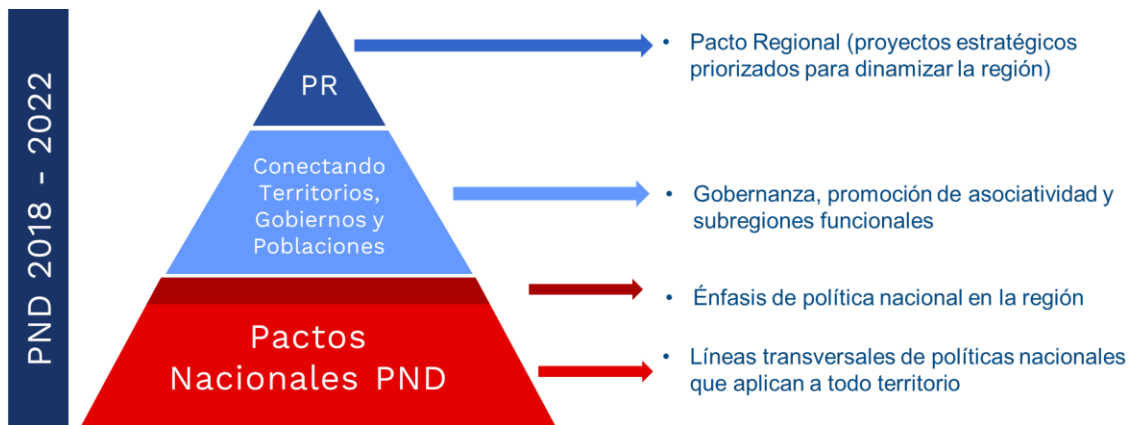 PND 2018 - 2022
PR
• Pacto Regional (proyectos estratégicos
priorizados para dinamizar la región)
Conectando
Territorios,
Gobiernos y
Poblaciones
• Gobernanza, promoción de asociatividad y
subregiones funcionales
• Énfasis de política nacional en la región
Pactos
Nacionales PND
• Líneas transversales de políticas nacionales
que aplican a todo territorio